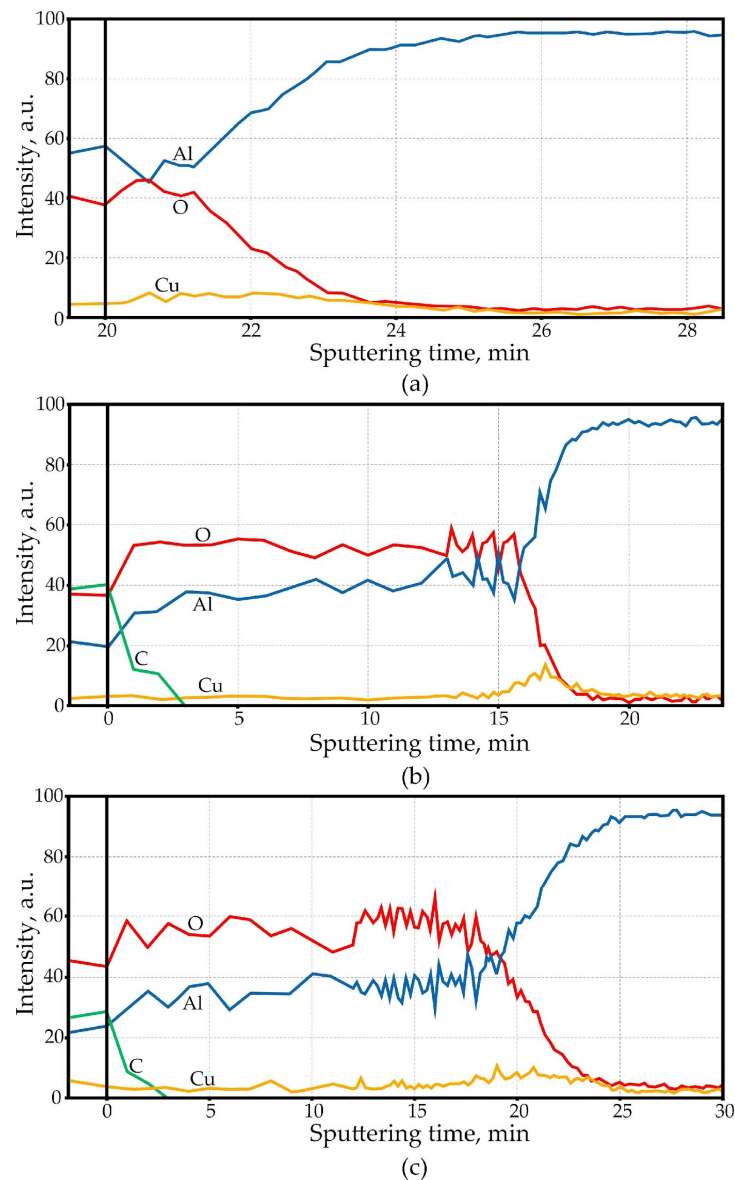 100
80
Intensity, a.u.
60
Al
40
O
20
Cu
0
20 22 24 26 28
Sputtering time, min
(a)
100
80
Intensity, a.u.
60
O
40
Al
20
C
Cu
0
0 5 10 15 20
Sputtering time, min
(b)
100
80
Intensity, a.u.
60
O
40
Al
20
C
Cu
0
0 5 10 15 20 25 30
Sputtering time, min
(c)